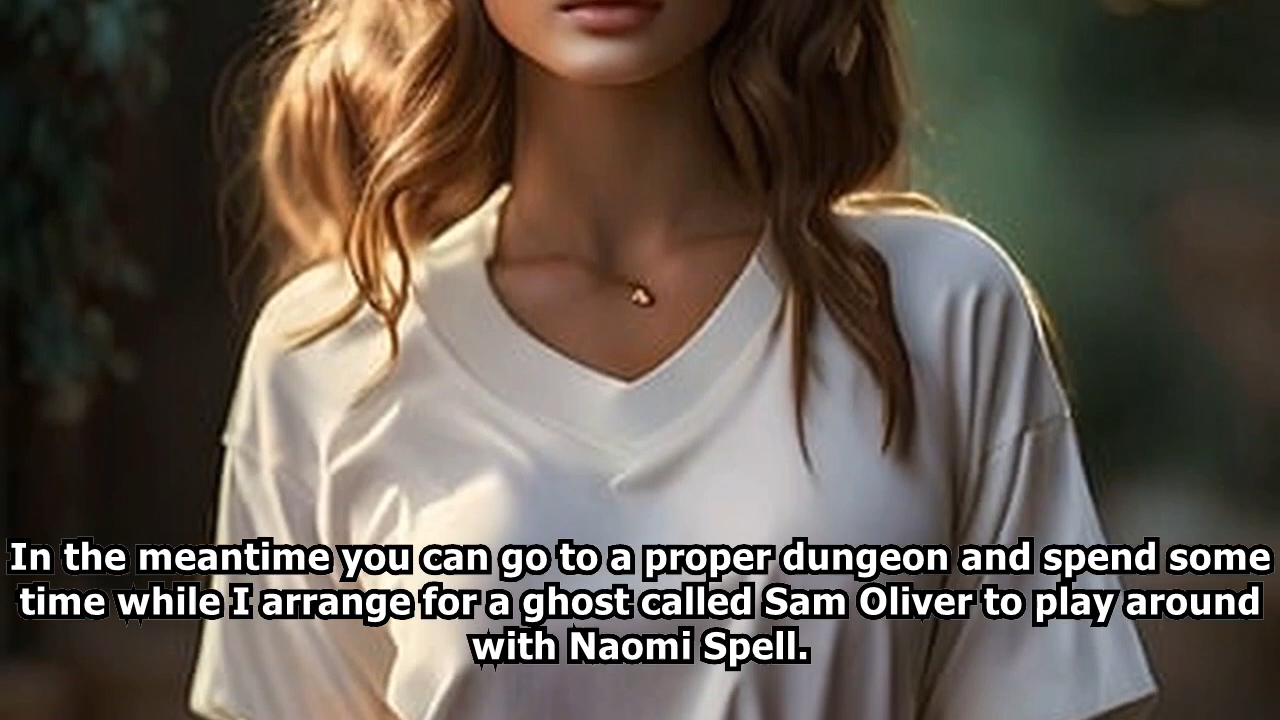 In the meantime you can go to a proper dungeon and spend some
time while I arrange for a ghost called Sam Oliver to play around
with Naomi Spell.